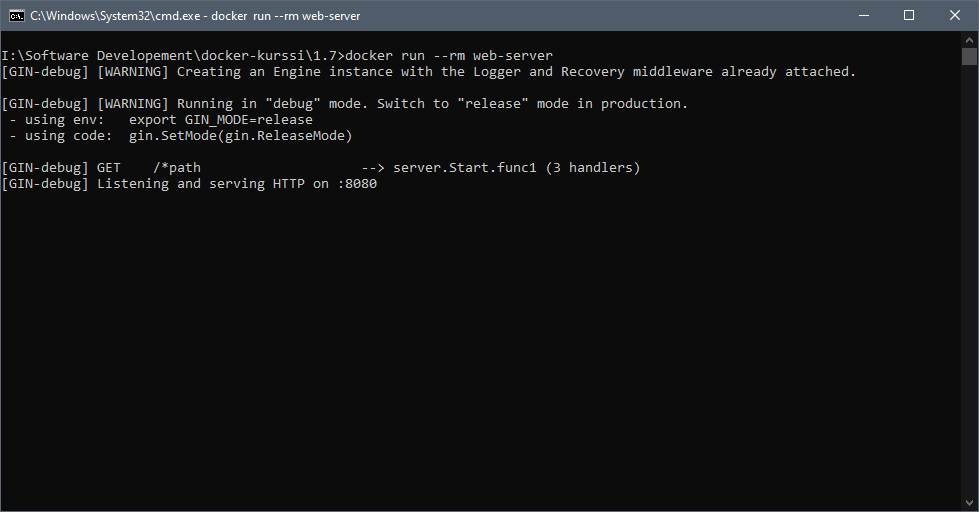 C:\Windows\System32\cmd.exe - docker run --rm web-server
I:\Software Developement\docker-kurssi\1.7>docker run --rm web-server
[GIN-debug] [WARNING] Creating an Engine instance with the Logger and Recovery middleware already attached.
[GIN-debug] [WARNING] Running in "debug" mode. Switch to "release" mode in production.
- using env:   export GIN_MODE=release
- using code:  gin.SetMode(gin.ReleaseMode)
[GIN-debug] GET    /*path                    --> server.Start.func1 (3 handlers)
[GIN-debug] Listening and serving HTTP on :8080